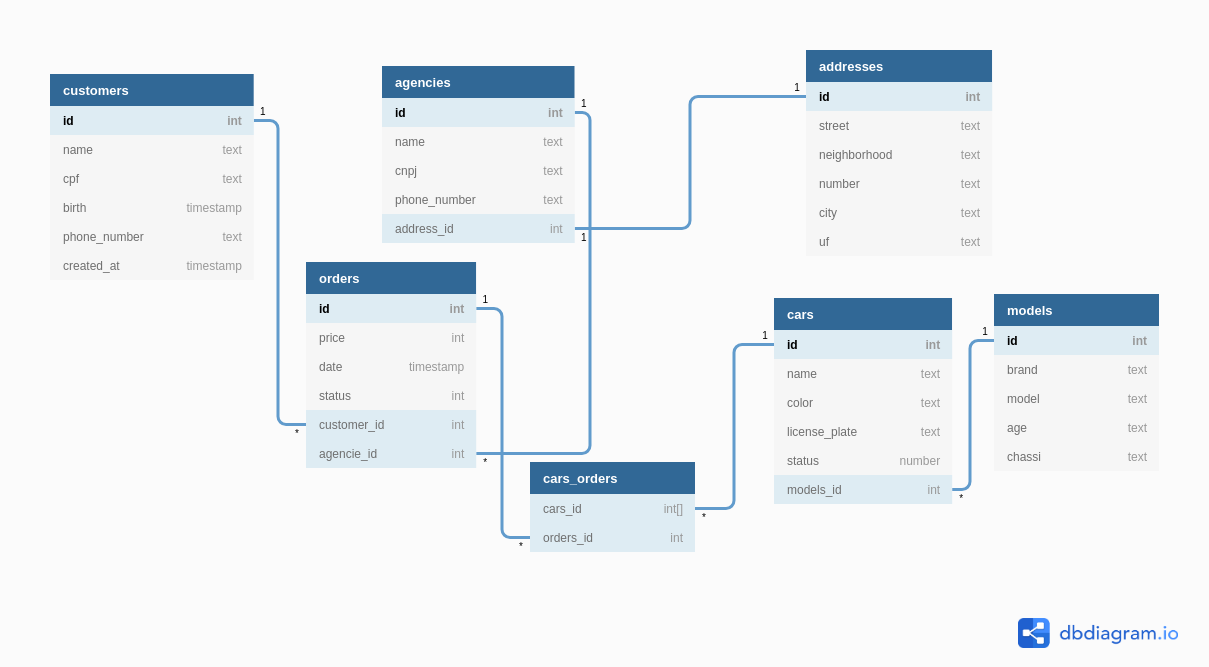 customers
id int
name text
cpf text
birth timestamp
phone_number text
created_at timestamp
1
agencies
id int
name text
cnpj text
phone_number text
address_id int
1
1
addresses
id int
street text
neighborhood text
number text
city text
uf text
1
orders
id int
price int
date timestamp
status int
customer_id int
agencie_id int
1
*
*
cars_orders
cars_id int[]
orders_id int
*
*
cars
id int
name text
color text
license_plate text
status number
models_id int
1
*
models
id int
brand text
model text
age text
chassi text
1
dbdiagram.io